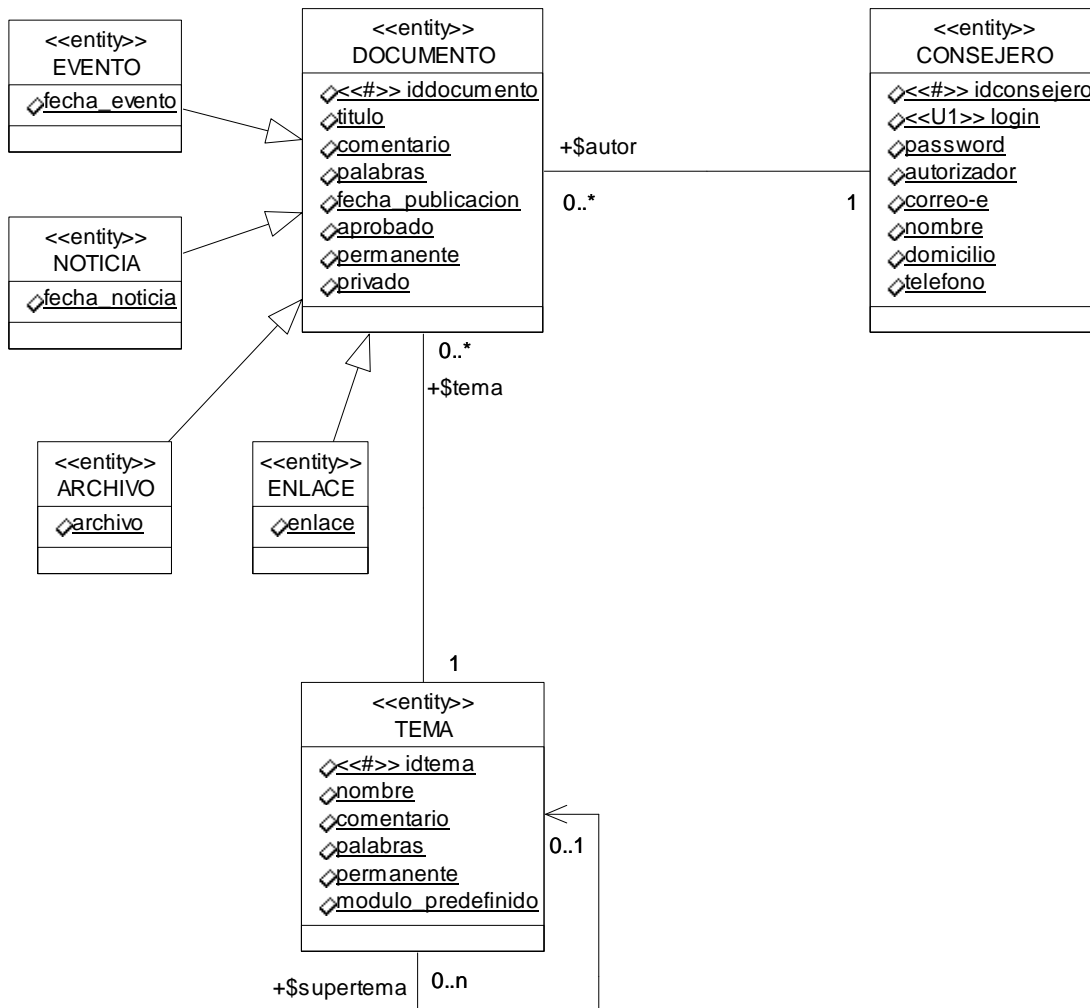 <<entity>>
EVENTO
fecha_evento
<<entity>>
DOCUMENTO
<<#>> iddocumento
titulo
comentario
palabras
fecha_publicacion
aprobado
permanente
privado
<<entity>>
CONSEJERO
<<#>> idconsejero
<<U1>> login
password
autorizador
correo-e
nombre
domicilio
telefono
+$autor
0..*
1
<<entity>>
NOTICIA
fecha_noticia
0..*
+$tema
<<entity>>
ARCHIVO
archivo
<<entity>>
ENLACE
enlace
1
<<entity>>
TEMA
<<#>> idtema
nombre
comentario
palabras
permanente
modulo_predefinido
0..1
+$supertema
0..n